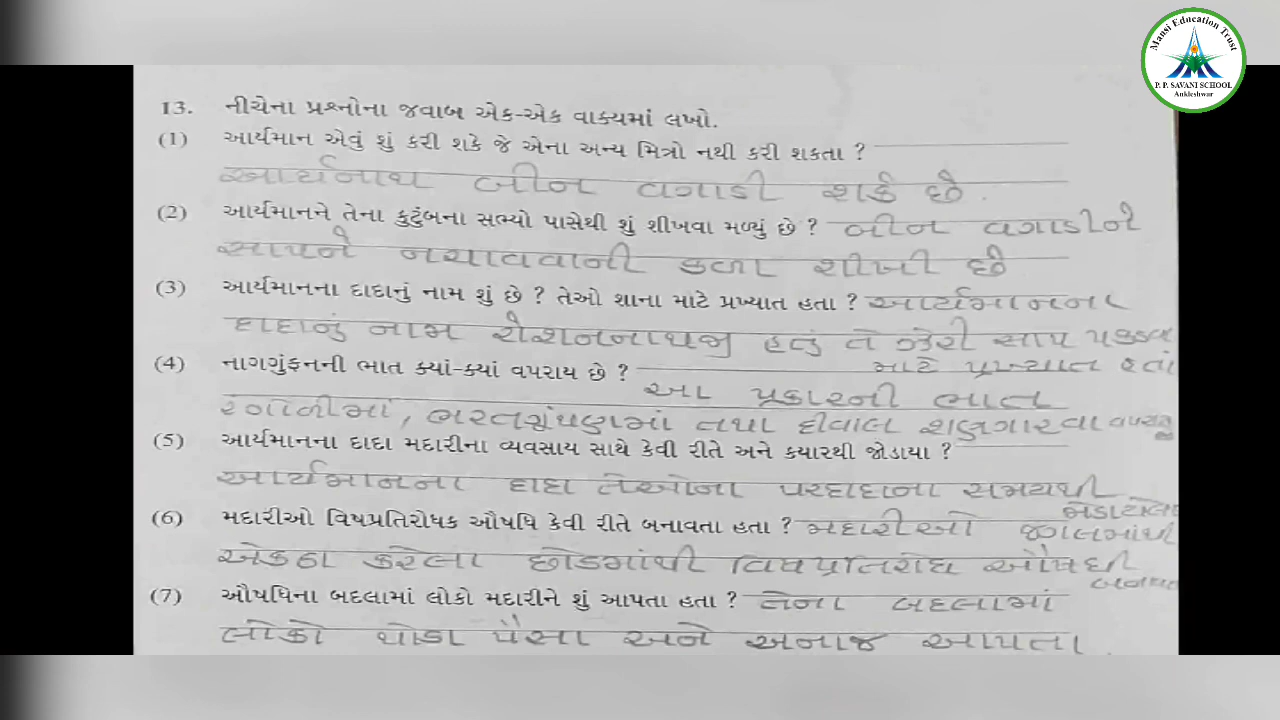 Mansi Education Trust
P. P. SAVANI SCHOOL
Ankleshwar
13. નીચેના પ્રશ્નોના જવાબ એક-એક વાક્યમાં લખો.
(1) આર્યમાન એવું શું કરી શકે જે એના અન્ય મિત્રો નથી કરી શકતા ?
આર્યનાથ બીન વગાડી શકે છે.
(2) આર્યમાનને તેના કુટુંબના સભ્યો પાસેથી શું શીખવા મળ્યું છે ? બીન વગાડીને
સાપને નચાવવાની કળા શીખી છે
(3) આર્યમાનના દાદાનું નામ શું છે ? તેઓ શાના માટે પ્રખ્યાત હતા ? આર્યમાનના
દાદાનું નામ રોશનનાથજી હતું તે ઝેરી સાપ પકડવા
માટે પ્રખ્યાત હતાં
(4) નાગગુંફનની ભાત ક્યાં-ક્યાં વપરાય છે ?
આ પ્રકારની ભાત
રંગોળીમાં, ભરતગુંથણમાં તથા દીવાલ શણગારવા
(5) આર્યમાનના દાદા મદારીના વ્યવસાય સાથે કેવી રીતે અને કયારથી જોડાયા ?
આર્યમાનના દાદા તેઓના પરદાદાના સમયથી
(6) મદારીઓ વિષપ્રતિરોધક ઔષધિ કેવી રીતે બનાવતા હતા ? મદારીઓ જંગલમાંથી
એકઠા કરેલા છોડમાંથી વિષપ્રતિરોધ ઔષધી
(7) ઔષધિના બદલામાં લોકો મદારીને શું આપતા હતા ? તેના બદલામાં
લોકો થોડા પૈસા અને અનાજ આપતા.